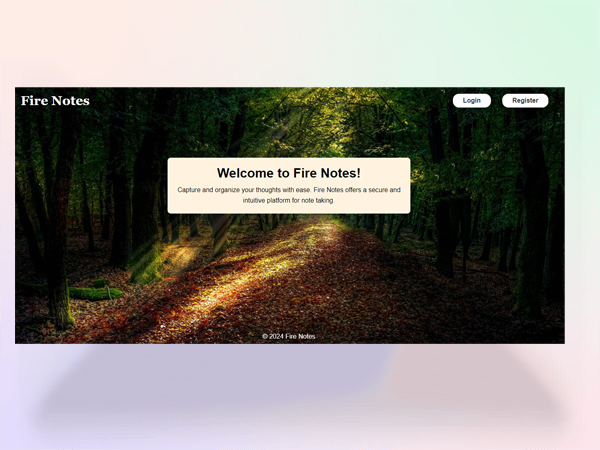 Fire Notes
Login
Register
Welcome to Fire Notes!
Capture and organize your thoughts with ease. Fire Notes offers a secure and
intuitive platform for note taking.
© 2024 Fire Notes